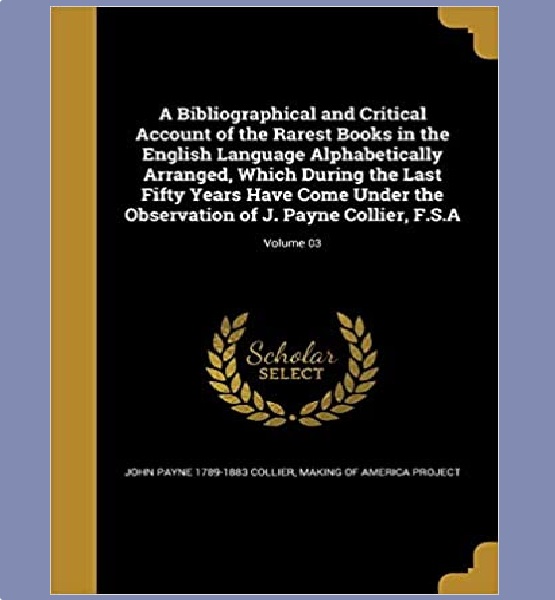 A Bibliographical and Critical
Account of the Rarest Books in the
English Language Alphabetically
Arranged, Which During the Last
Fifty Years Have Come Under the
Observation of J. Payne Collier, F.S.A
Volume 03
Scholar
SELECT
JOHN PAYNE 1789-1883 COLLIER, MAKING OF AMERICA PROJECT